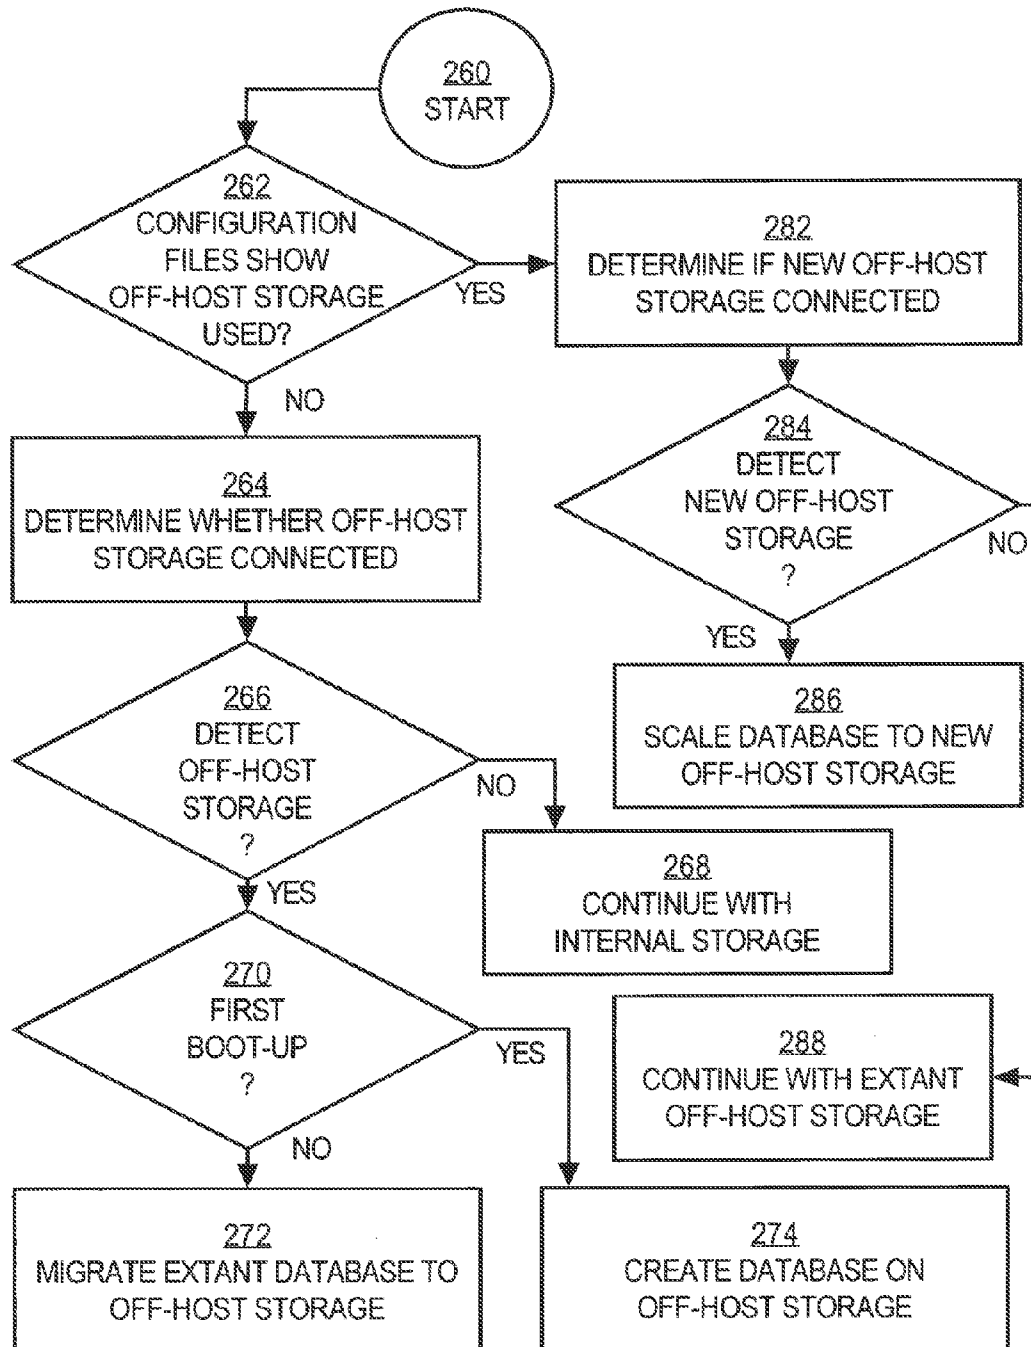 260
START
262
CONFIGURATION
FILES SHOW
OFF-HOST STORAGE
USED?
YES
NO
282
DETERMINE IF NEW OFF-HOST
STORAGE CONNECTED
264
DETERMINE WHETHER OFF-HOST
STORAGE CONNECTED
284
DETECT
NEW OFF-HOST
STORAGE
?
NO
YES
266
DETECT
OFF-HOST
STORAGE
?
NO
YES
286
SCALE DATABASE TO NEW
OFF-HOST STORAGE
268
CONTINUE WITH
INTERNAL STORAGE
270
FIRST
BOOT-UP
?
YES
NO
288
CONTINUE WITH EXTANT
OFF-HOST STORAGE
272
MIGRATE EXTANT DATABASE TO
OFF-HOST STORAGE
274
CREATE DATABASE ON
OFF-HOST STORAGE